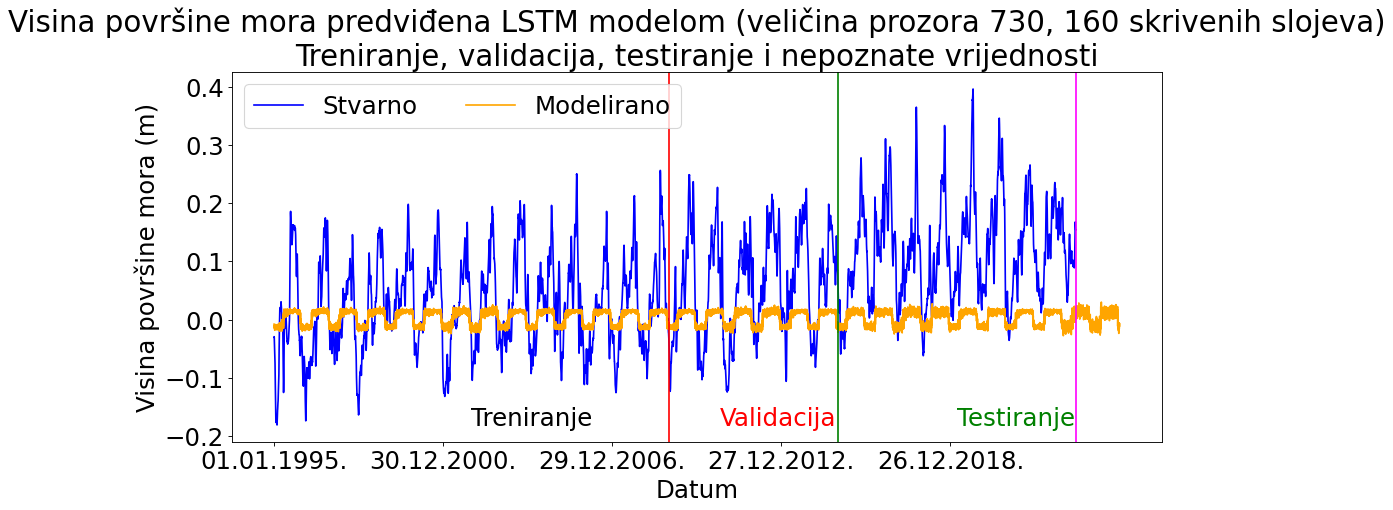 Visina površine mora predviđena LSTM modelom (veličina prozora 730, 160 skrivenih slojeva)
Treniranje, validacija, testiranje i nepoznate vrijednosti
Stvarno Modelirano
Visina površine mora (m)
0.4
0.3
0.2
0.1
0.0
−0.1
−0.2
Treniranje Validacija Testiranje
01.01.1995. 30.12.2000. 29.12.2006. 27.12.2012. 26.12.2018.
Datum